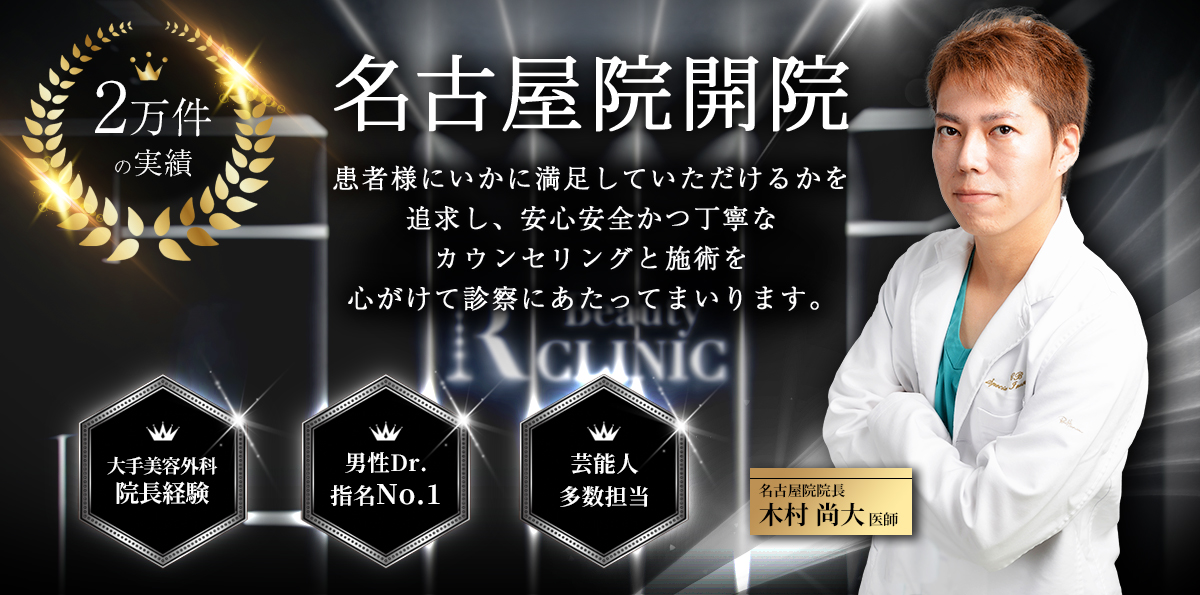 2万件
の実績
名古屋院開院
患者様にいかに満足していただけるかを
追求し、安心安全かつ丁寧な
カウンセリングと施術を
心がけて診察にあたってまいります。
R Beauty
CLINIC
大手美容外科
院長経験
男性Dr.
指名No.1
芸能人
多数担当
名古屋院院長
木村 尚大 医師